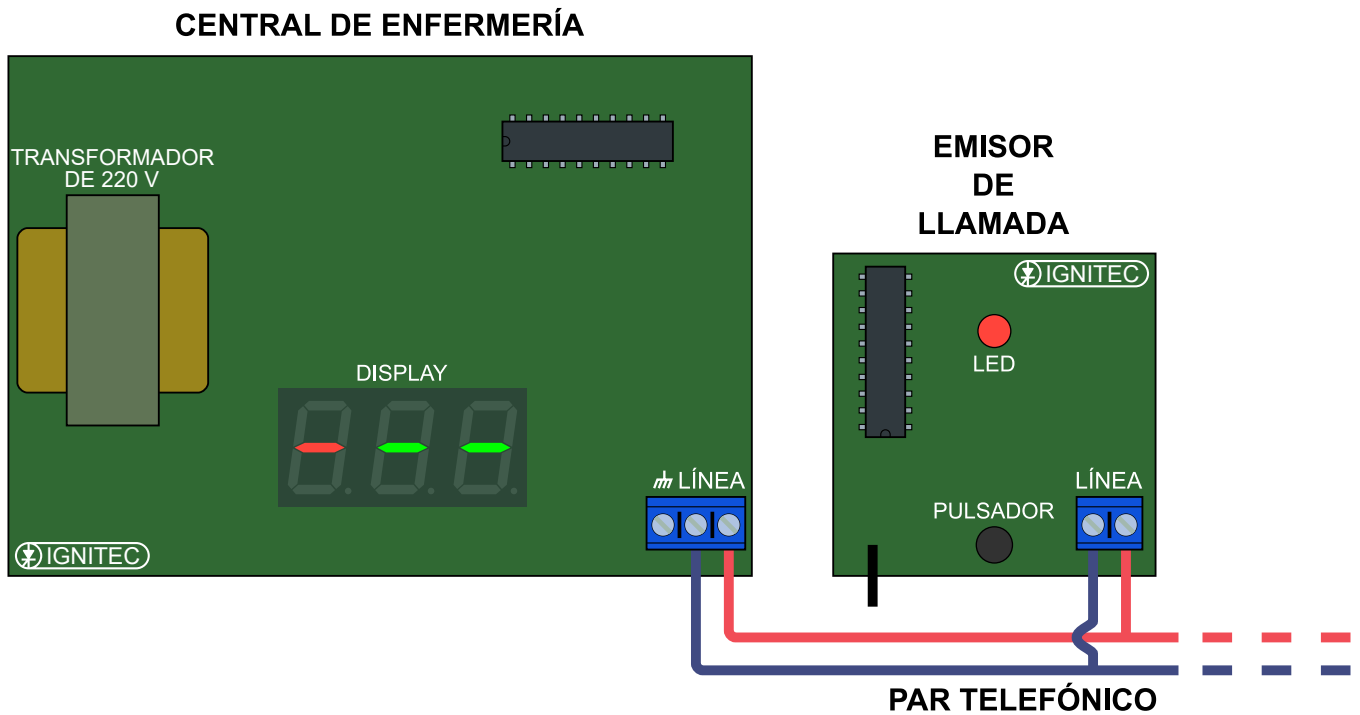 CENTRAL DE ENFERMERÍA
TRANSFORMADOR
DE 220 V
DISPLAY
LÍNEA
IGNITEC
EMISOR
DE
LLAMADA
IGNITEC
LED
PULSADOR
LÍNEA
PAR TELEFÓNICO